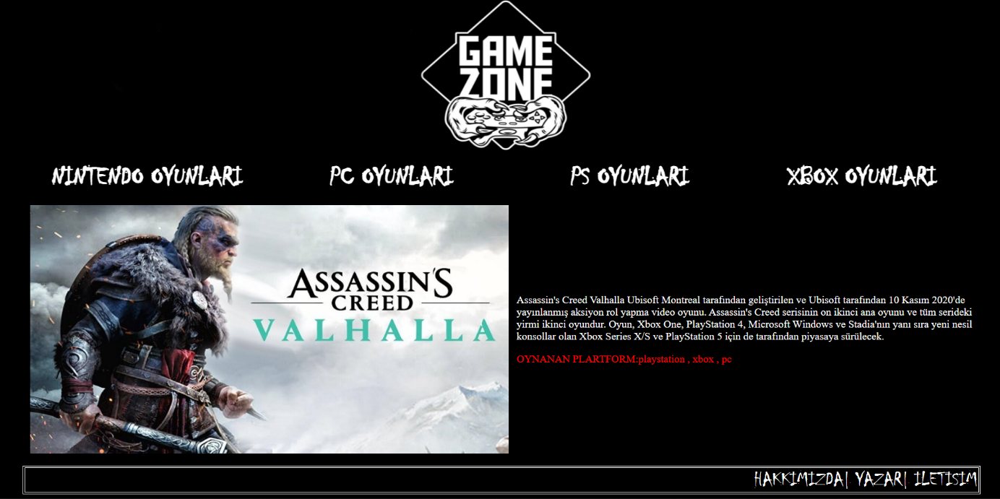 GAME
ZONE
NINTENDO OYUNLARI PC OYUNLARI PS OYUNLARI XBOX OYUNLARI
ASSASSIN'S
CREED
VALHALLA
Assassin's Creed Valhalla Ubisoft Montreal tarafından geliştirilen ve Ubisoft tarafından 10 Kasım 2020'de
yayınlanmış aksiyon rol yapma video oyunu. Assassin's Creed serisinin on ikinci ana oyunu ve tüm serideki
yirmi ikinci oyundur. Oyun, Xbox One, PlayStation 4, Microsoft Windows ve Stadia'nın yanı sıra yeni nesil
konsollar olan Xbox Series X/S ve PlayStation 5 için de tarafından piyasaya sürülecek.
OYNANAN PLARTFORM:playstation , xbox , pc
HAKKIMIZDA| YAZAR| ILETISIM